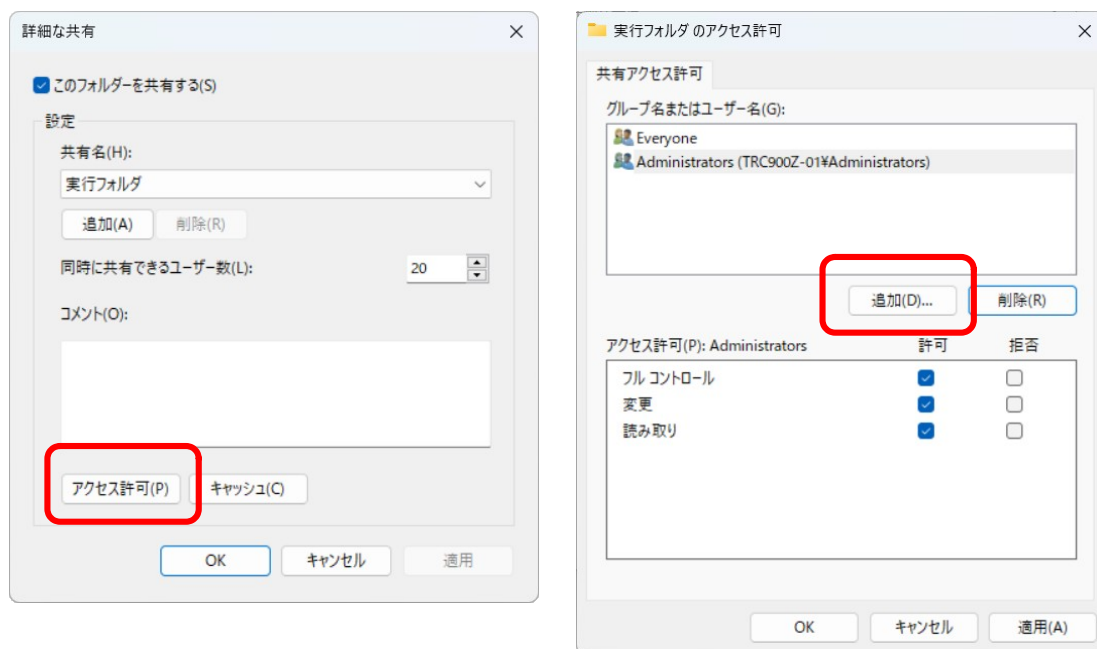 詳細な共有
このフォルダーを共有する(S)
設定
共有名(H):
実行フォルダ
追加(A) 削除(R)
同時に共有できるユーザー数(L): 20
コメント(O):
アクセス許可(P) キャッシュ(C)
OK キャンセル 適用
実行フォルダ のアクセス許可
共有アクセス許可
グループ名またはユーザー名(G):
Everyone
Administrators (TRC900Z-01¥Administrators)
追加(D)... 削除(R)
アクセス許可(P): Administrators 許可 拒否
フル コントロール
変更
読み取り
OK キャンセル 適用(A)